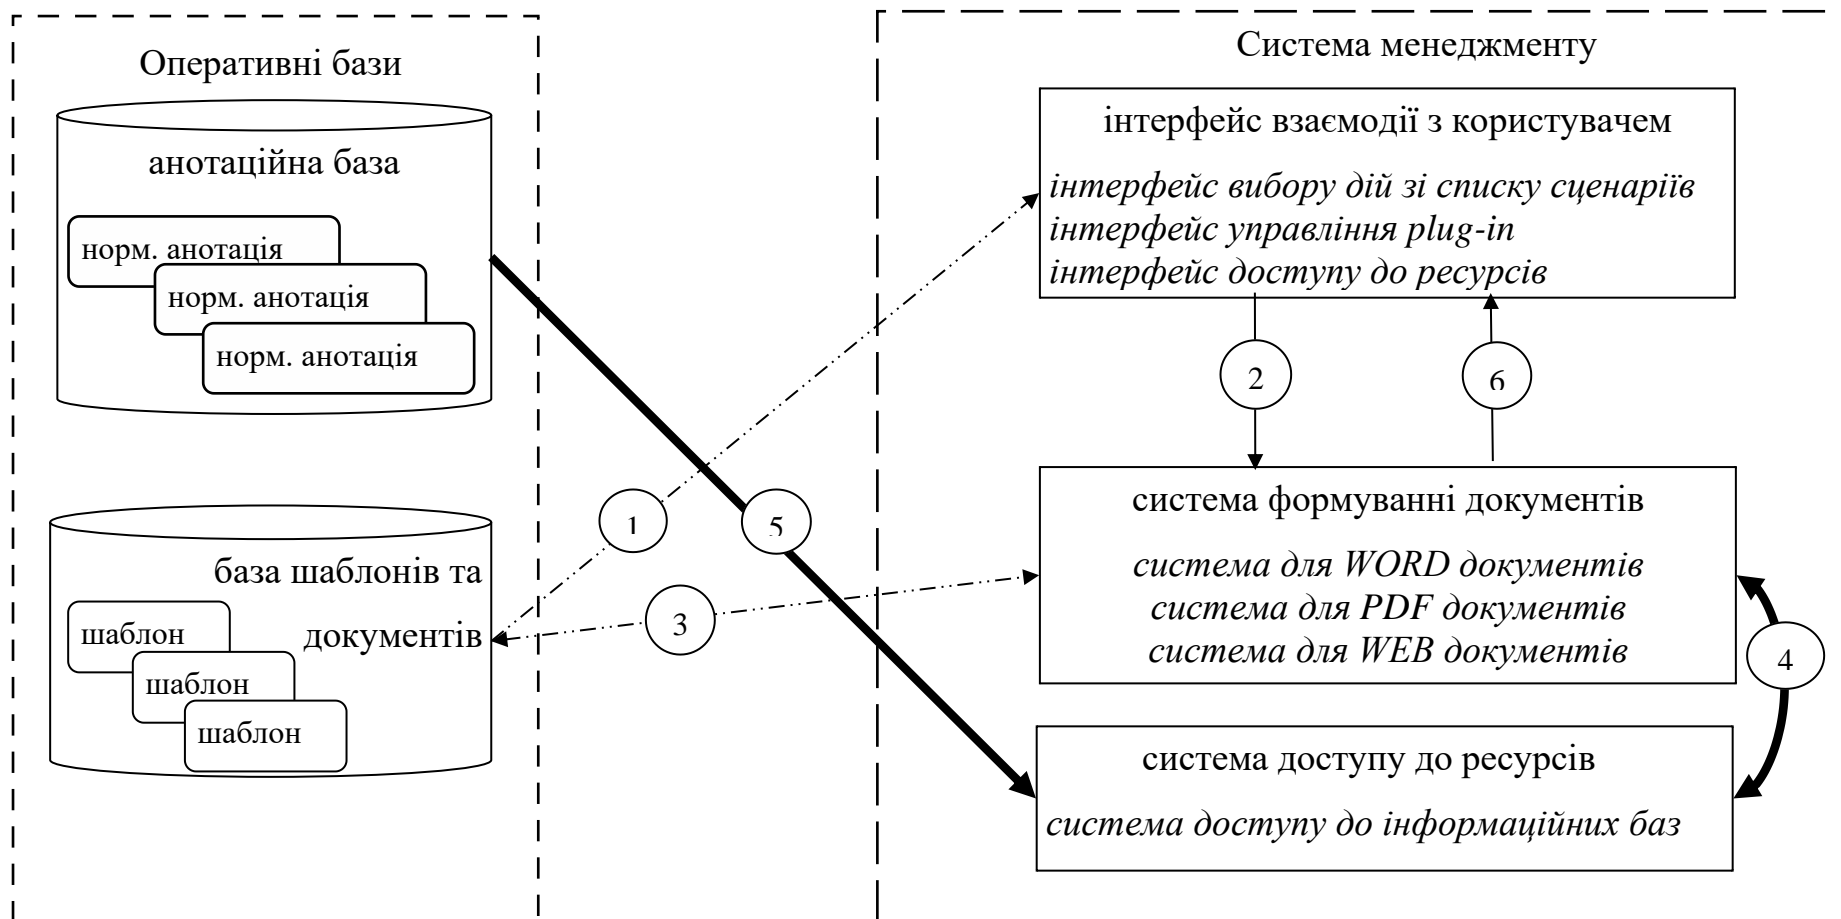 Оперативні бази
анотаційна база
норм. анотація
норм. анотація
норм. анотація
база шаблонів та
документів
шаблон
шаблон
шаблон
1
5
3
Система менеджменту
інтерфейс взаємодії з користувачем
інтерфейс вибору дій зі списку сценаріїв
інтерфейс управління plug-in
інтерфейс доступу до ресурсів
2
6
система формуванні документів
система для WORD документів
система для PDF документів
система для WEB документів
4
система доступу до ресурсів
система доступу до інформаційних баз